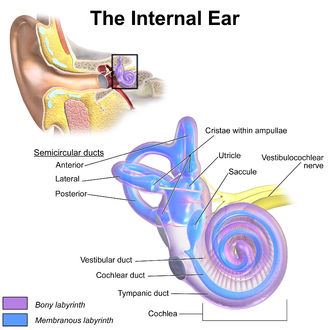 The Internal Ear
Cristae within ampullae
Semicircular ducts
Utricle
Anterior
Vestibulocochlear
nerve
Lateral
Saccule
Posterior
Vestibular duct
Cochlear duct
Tympanic duct
Bony labyrinth
Cochlea
Membranous labyrinth